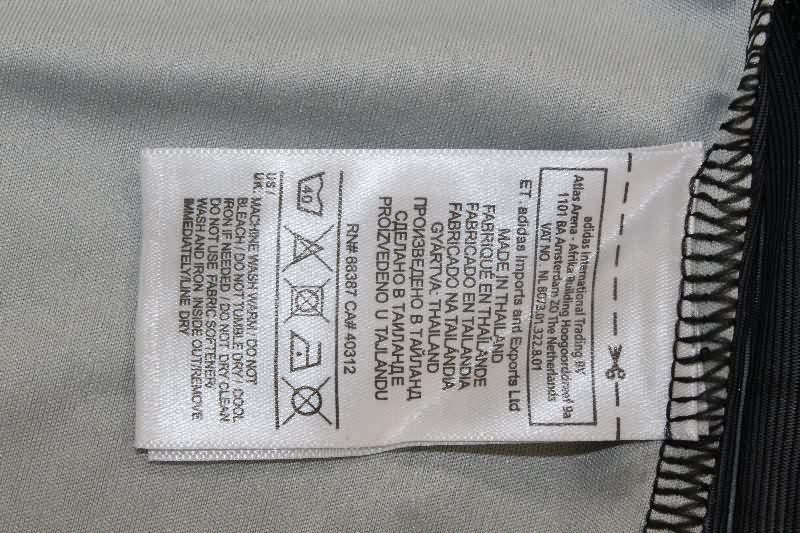 adidas International Trading BV
Atlas Arena - Afrika Building Hoogoorddreef 9a
1101 BA Amsterdam ZO The Netherlands
VAT NO.: NL 8073.01.322.B.01
ET . adidas Imports and Exports Ltd
MADE IN THAILAND
FABRIQUÉ EN THAÏLANDE
FABRICADO EN TAILANDIA
FABRICADO NA TAILÂNDIA
GYÁRTVA: THAILAND
ПРОИЗВЕДЕНО В ТАЙЛАНД
СДЕЛАНО В ТАИЛАНДЕ
PROIZVEDENO U TAJLANDU
RN# 88387 CA# 40312
40
US /
UK: MACHINE WASH WARM / DO NOT
BLEACH / DO NOT TUMBLE DRY / COOL
IRON IF NEEDED / DO NOT DRY CLEAN
DO NOT USE FABRIC SOFTENER/
WASH AND IRON INSIDE OUT/REMOVE
IMMEDIATELY/LINE DRY